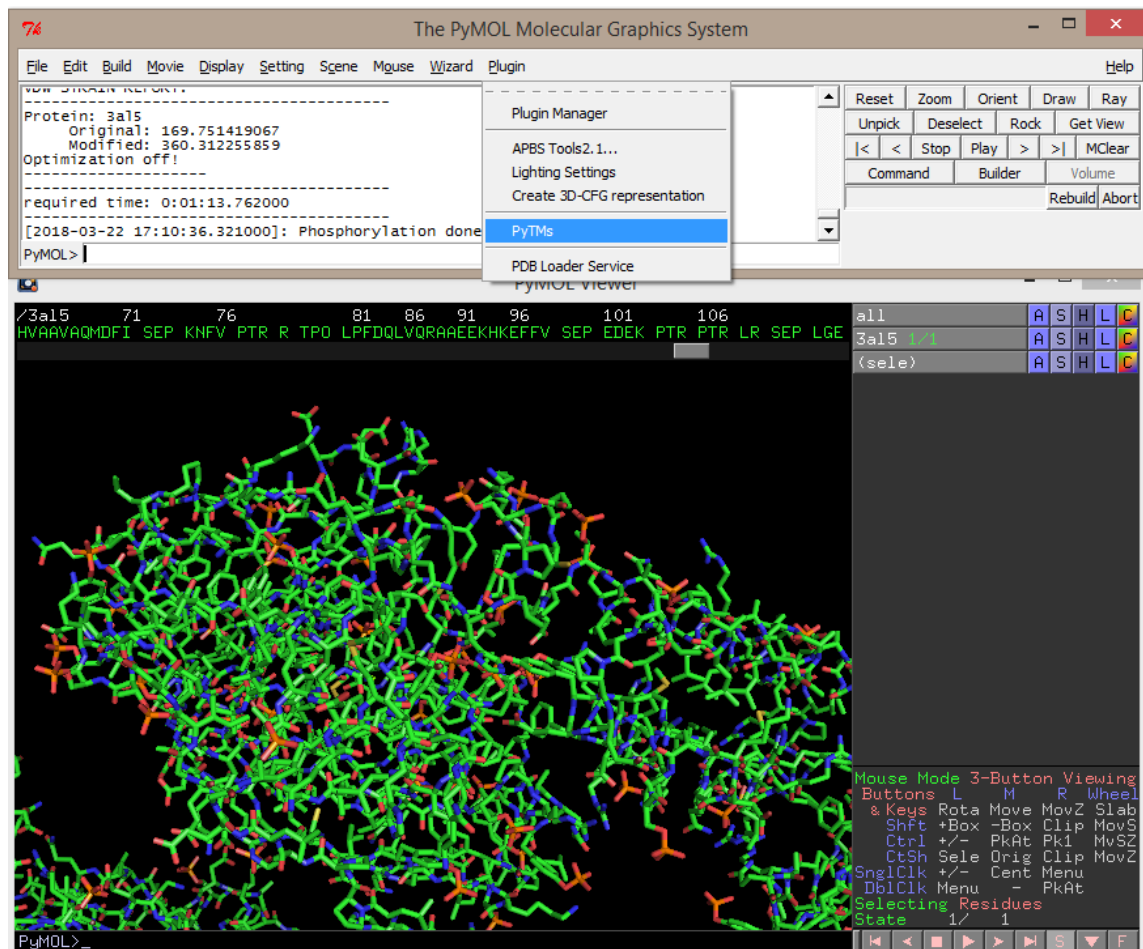 The PyMOL Molecular Graphics System
File Edit Build Movie Display Setting Scene Mouse Wizard Plugin Help
VDW STRAIN REPORT:
----------------------------------------
Protein: 3al5
Original: 169.751419067
Modified: 360.312255859
Optimization off!
--------------------
----------------------------------------
required time: 0:01:13.762000
----------------------------------------
[2018-03-22 17:10:36.321000]: Phosphorylation done
PyMOL>
Plugin Manager
APBS Tools2.1...
Lighting Settings
Create 3D-CFG representation
PyTMs
PDB Loader Service
Reset Zoom Orient Draw Ray
Unpick Deselect Rock Get View
|< < Stop Play > >| MClear
Command Builder Volume
Rebuild Abort
PyMOL Viewer
/3al5 71 76 81 86 91 96 101 106
HVAAVAQMDFI SEP KNFV PTR R TPO LPFDQLVQRAAEEKHKEFFV SEP EDEK PTR PTR LR SEP LGE
all A S H L C
3al5 1/1 A S H L C
(sele) A S H L C
Mouse Mode 3-Button Viewing
Buttons L M R Wheel
& Keys Rota Move MovZ Slab
Shft +Box -Box Clip MovS
Ctrl +/- PkAt Pk1 MvSZ
CtSh Sele Orig Clip MovZ
SnglClk +/- Cent Menu
DblClk Menu - PkAt
Selecting Residues
State 1/ 1
PyMOL>_
S F